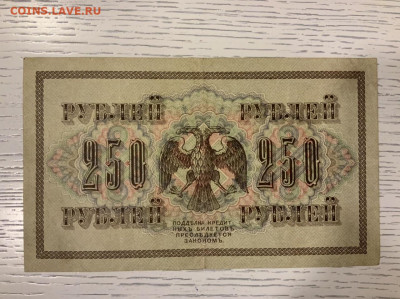 COINS.LAVE.RU
РУБЛЕЙ РУБЛЕЙ
250 250
РУБЛЕЙ РУБЛЕЙ
ПОДДѢЛКА КРЕДИТ
НЫХЪ БИЛЕТОВЪ
ПРЕСЛѢДУЕТСЯ
ЗАКОНОМЪ.